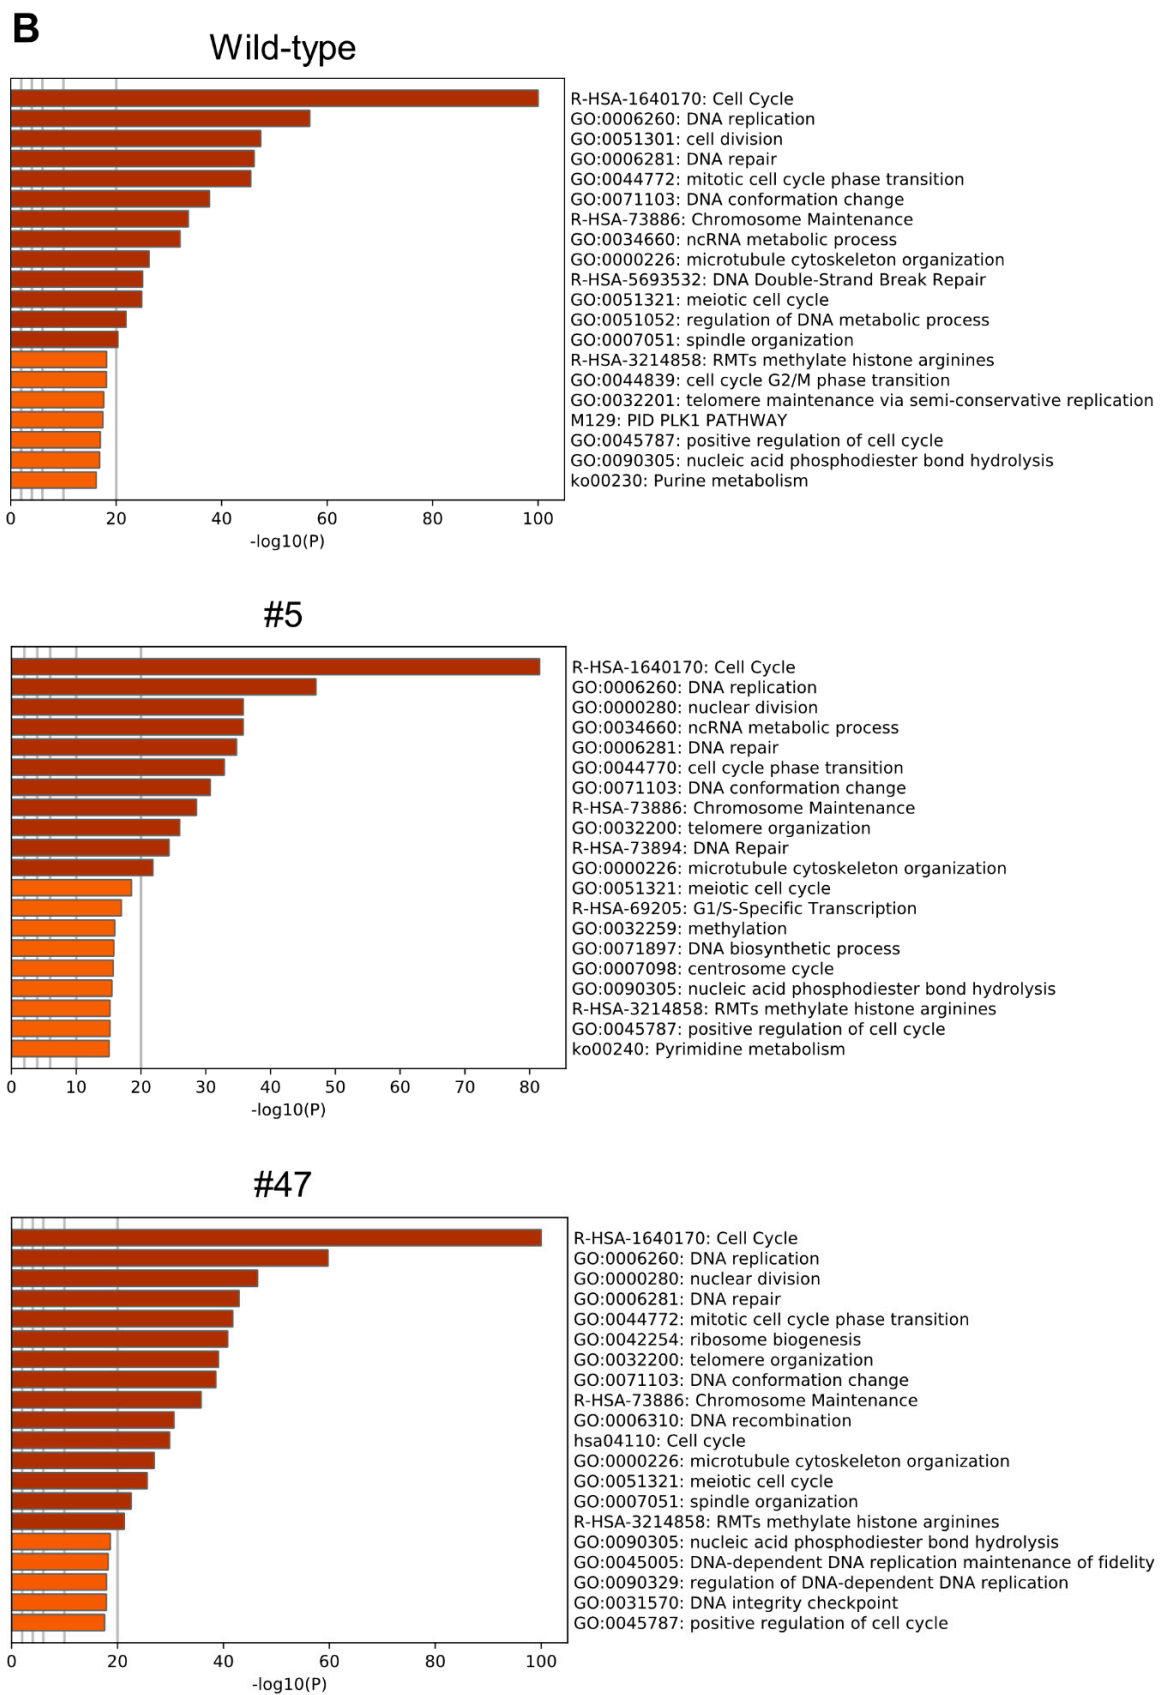 B
Wild-type
R-HSA-1640170: Cell Cycle
GO:0006260: DNA replication
GO:0051301: cell division
GO:0006281: DNA repair
GO:0044772: mitotic cell cycle phase transition
GO:0071103: DNA conformation change
R-HSA-73886: Chromosome Maintenance
GO:0034660: ncRNA metabolic process
GO:0000226: microtubule cytoskeleton organization
R-HSA-5693532: DNA Double-Strand Break Repair
GO:0051321: meiotic cell cycle
GO:0051052: regulation of DNA metabolic process
GO:0007051: spindle organization
R-HSA-3214858: RMTs methylate histone arginines
GO:0044839: cell cycle G2/M phase transition
GO:0032201: telomere maintenance via semi-conservative replication
M129: PID PLK1 PATHWAY
GO:0045787: positive regulation of cell cycle
GO:0090305: nucleic acid phosphodiester bond hydrolysis
ko00230: Purine metabolism
0 20 40 60 80 100
-log10(P)
#5
R-HSA-1640170: Cell Cycle
GO:0006260: DNA replication
GO:0000280: nuclear division
GO:0034660: ncRNA metabolic process
GO:0006281: DNA repair
GO:0044770: cell cycle phase transition
GO:0071103: DNA conformation change
R-HSA-73886: Chromosome Maintenance
GO:0032200: telomere organization
R-HSA-73894: DNA Repair
GO:0000226: microtubule cytoskeleton organization
GO:0051321: meiotic cell cycle
R-HSA-69205: G1/S-Specific Transcription
GO:0032259: methylation
GO:0071897: DNA biosynthetic process
GO:0007098: centrosome cycle
GO:0090305: nucleic acid phosphodiester bond hydrolysis
R-HSA-3214858: RMTs methylate histone arginines
GO:0045787: positive regulation of cell cycle
ko00240: Pyrimidine metabolism
0 10 20 30 40 50 60 70 80
-log10(P)
#47
R-HSA-1640170: Cell Cycle
GO:0006260: DNA replication
GO:0000280: nuclear division
GO:0006281: DNA repair
GO:0044772: mitotic cell cycle phase transition
GO:0042254: ribosome biogenesis
GO:0032200: telomere organization
GO:0071103: DNA conformation change
R-HSA-73886: Chromosome Maintenance
GO:0006310: DNA recombination
hsa04110: Cell cycle
GO:0000226: microtubule cytoskeleton organization
GO:0051321: meiotic cell cycle
GO:0007051: spindle organization
R-HSA-3214858: RMTs methylate histone arginines
GO:0090305: nucleic acid phosphodiester bond hydrolysis
GO:0045005: DNA-dependent DNA replication maintenance of fidelity
GO:0090329: regulation of DNA-dependent DNA replication
GO:0031570: DNA integrity checkpoint
GO:0045787: positive regulation of cell cycle
0 20 40 60 80 100
-log10(P)